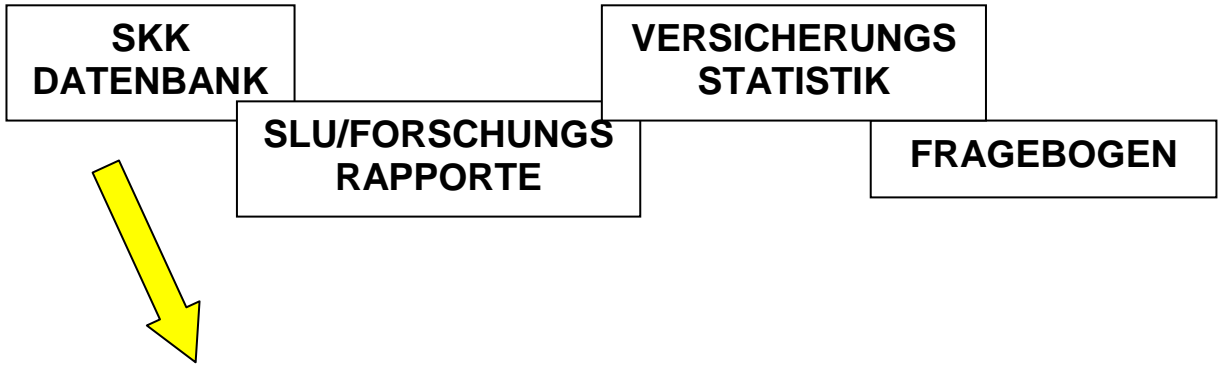 SKK
DATENBANK
SLU/FORSCHUNGS
RAPPORTE
VERSICHERUNGS
STATISTIK
FRAGEBOGEN